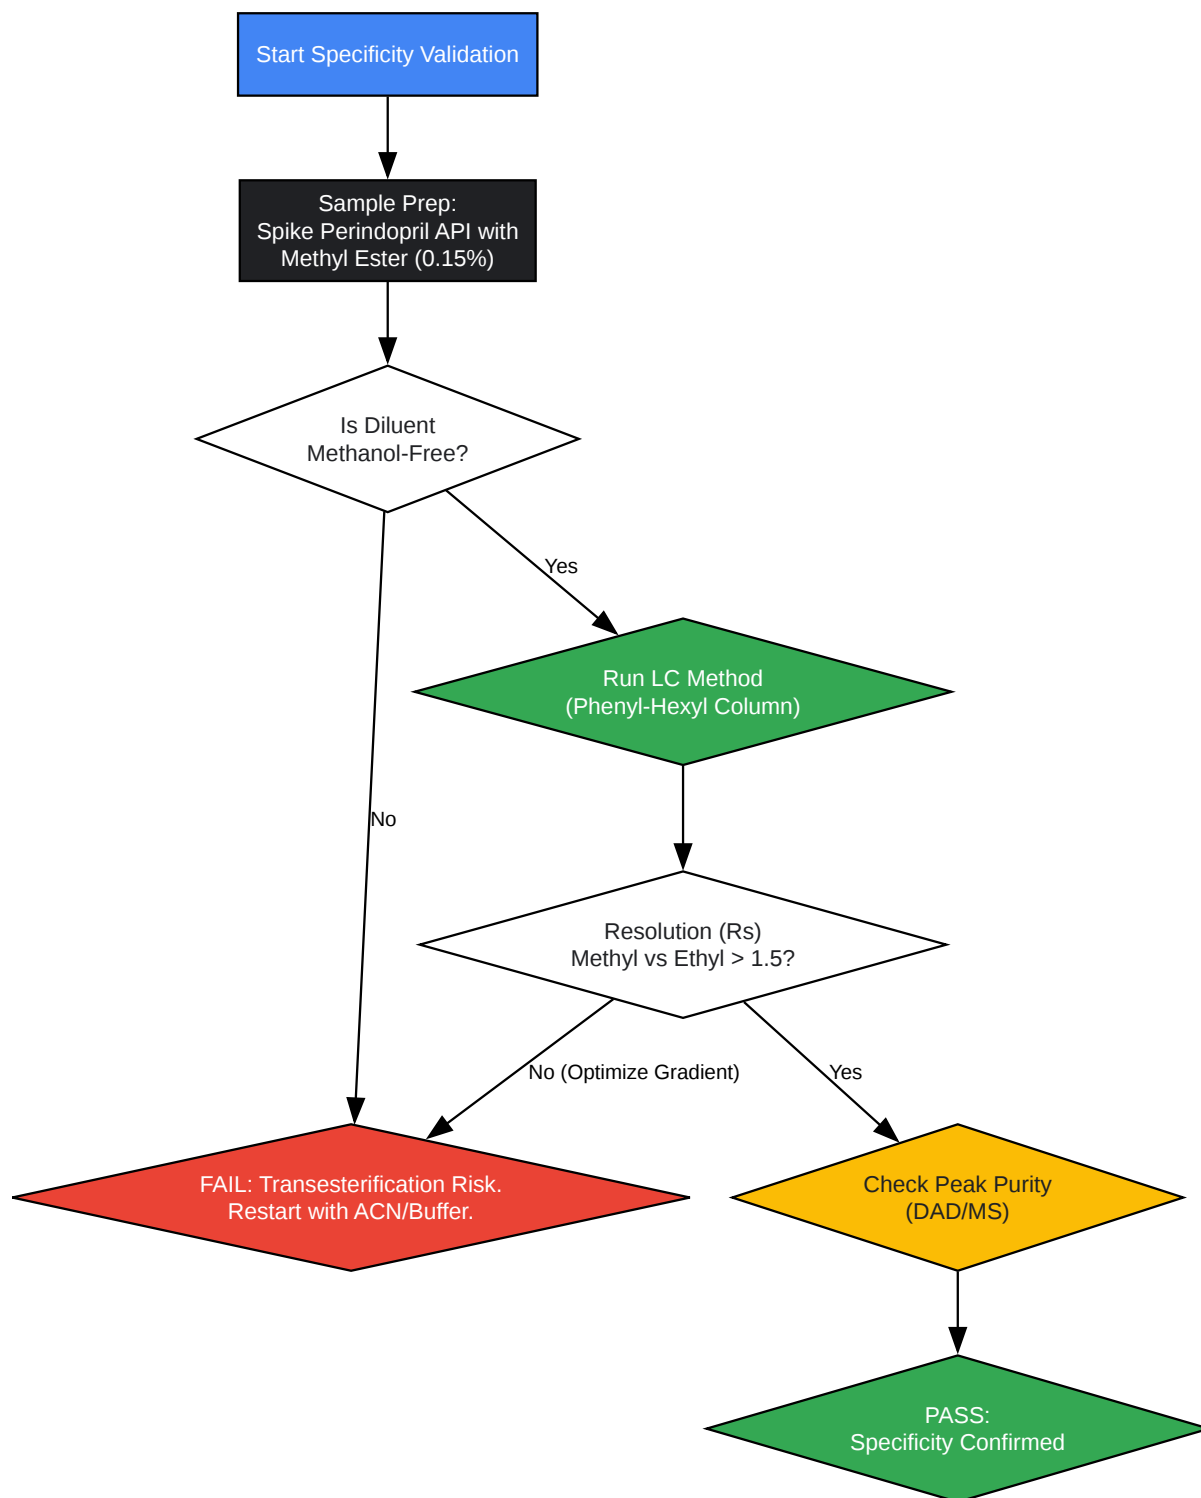 Start Specificity Validation
Sample Prep:
Spike Perindopril API with
Methyl Ester (0.15%)
Is Diluent
Methanol-Free?
Yes
Run LC Method
(Phenyl-Hexyl Column)
No
Resolution (Rs)
Methyl vs Ethyl > 1.5?
No (Optimize Gradient)
Yes
FAIL: Transesterification Risk.
Restart with ACN/Buffer.
Check Peak Purity
(DAD/MS)
PASS:
Specificity Confirmed